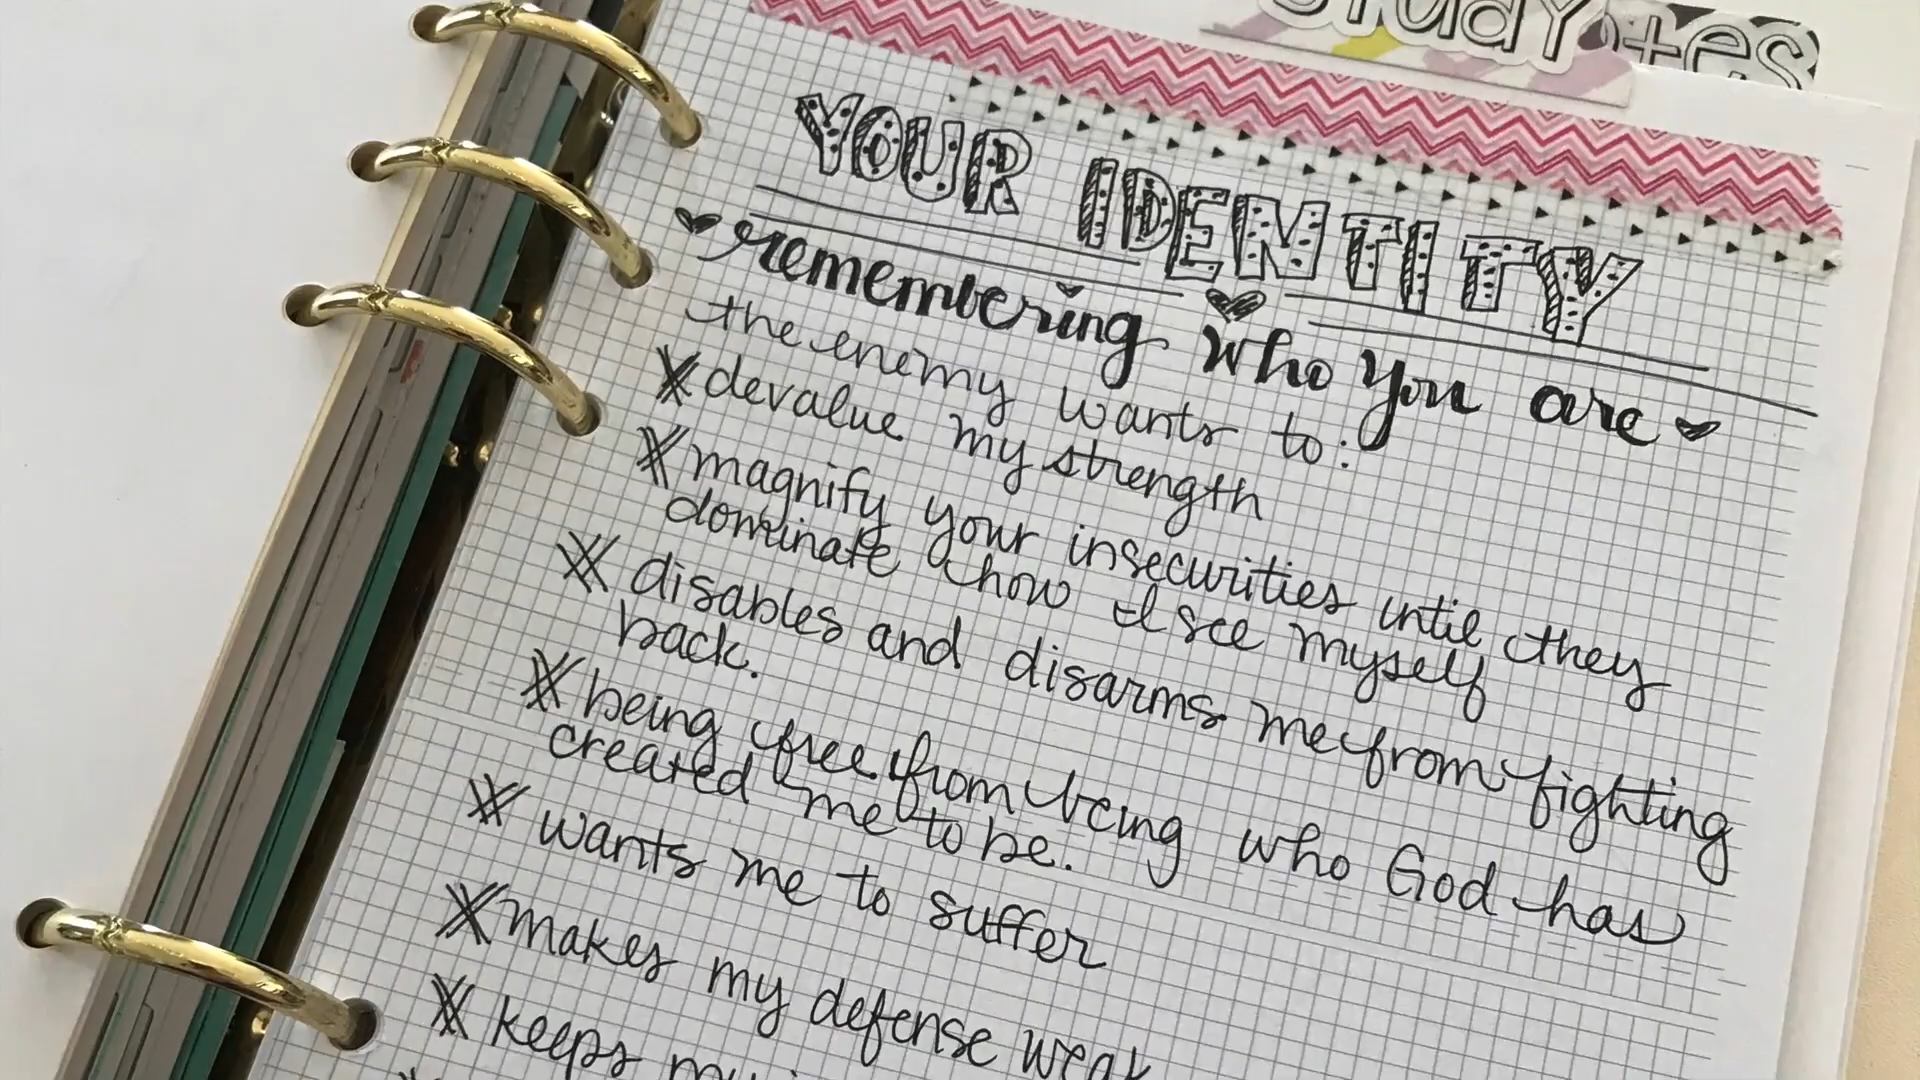 study
YOUR IDENTITY
remembering who you are
the enemy wants to:
devalue my strength
magnify your insecurities until they
dominate how I see myself
disables and disarms me from fighting
back.
being free from being who God has
created me to be.
wants me to suffer
makes my defense weak
keeps my